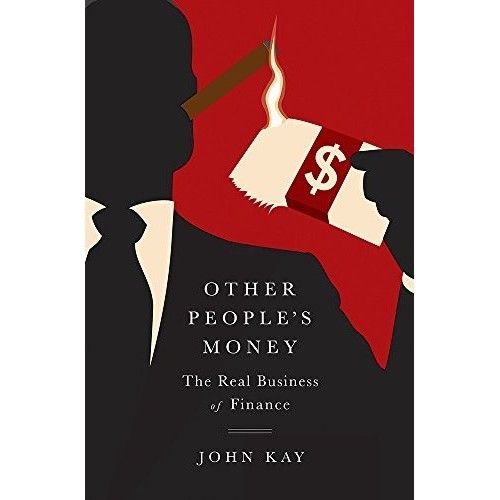 $
OTHER
PEOPLE'S
MONEY
The Real Business
of Finance
JOHN KAY